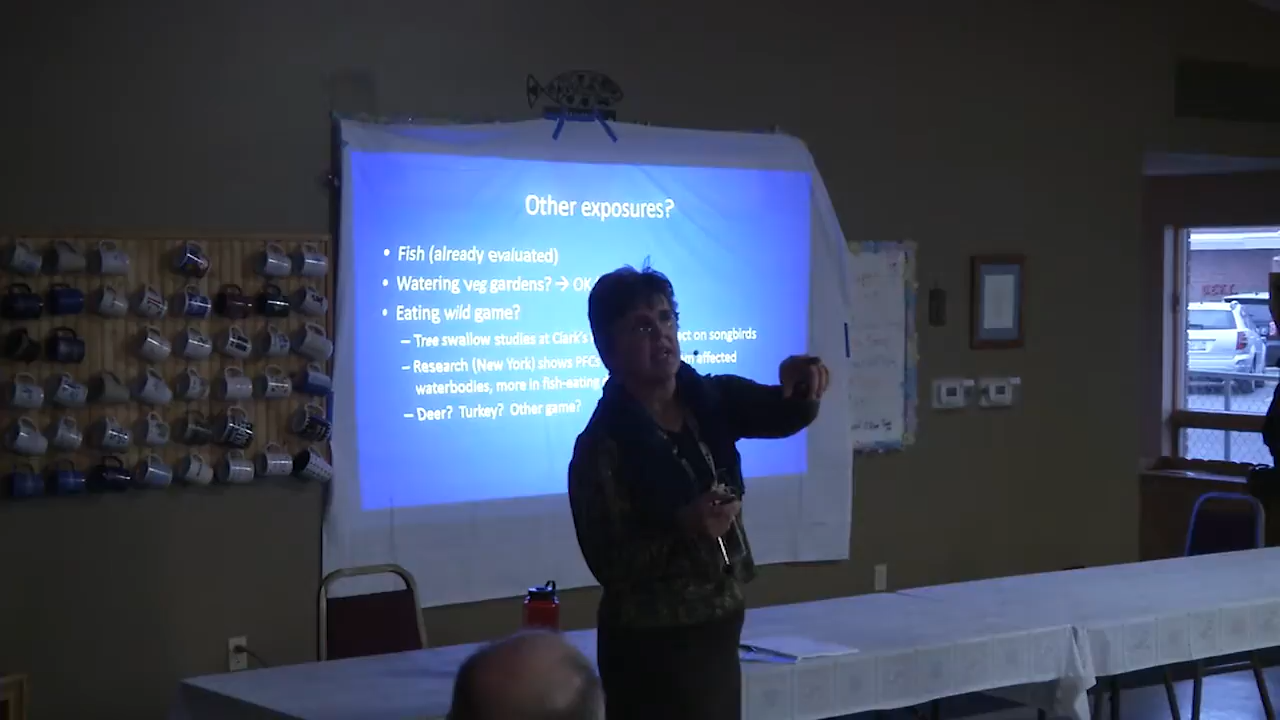 Other exposures?
• Fish (already evaluated)
• Watering veg gardens? → OK
• Eating wild game?
– Tree swallow studies at Clark's ect on songbirds
– Research (New York) shows PFCs affected
waterbodies, more in fish-eating
– Deer? Turkey? Other game?